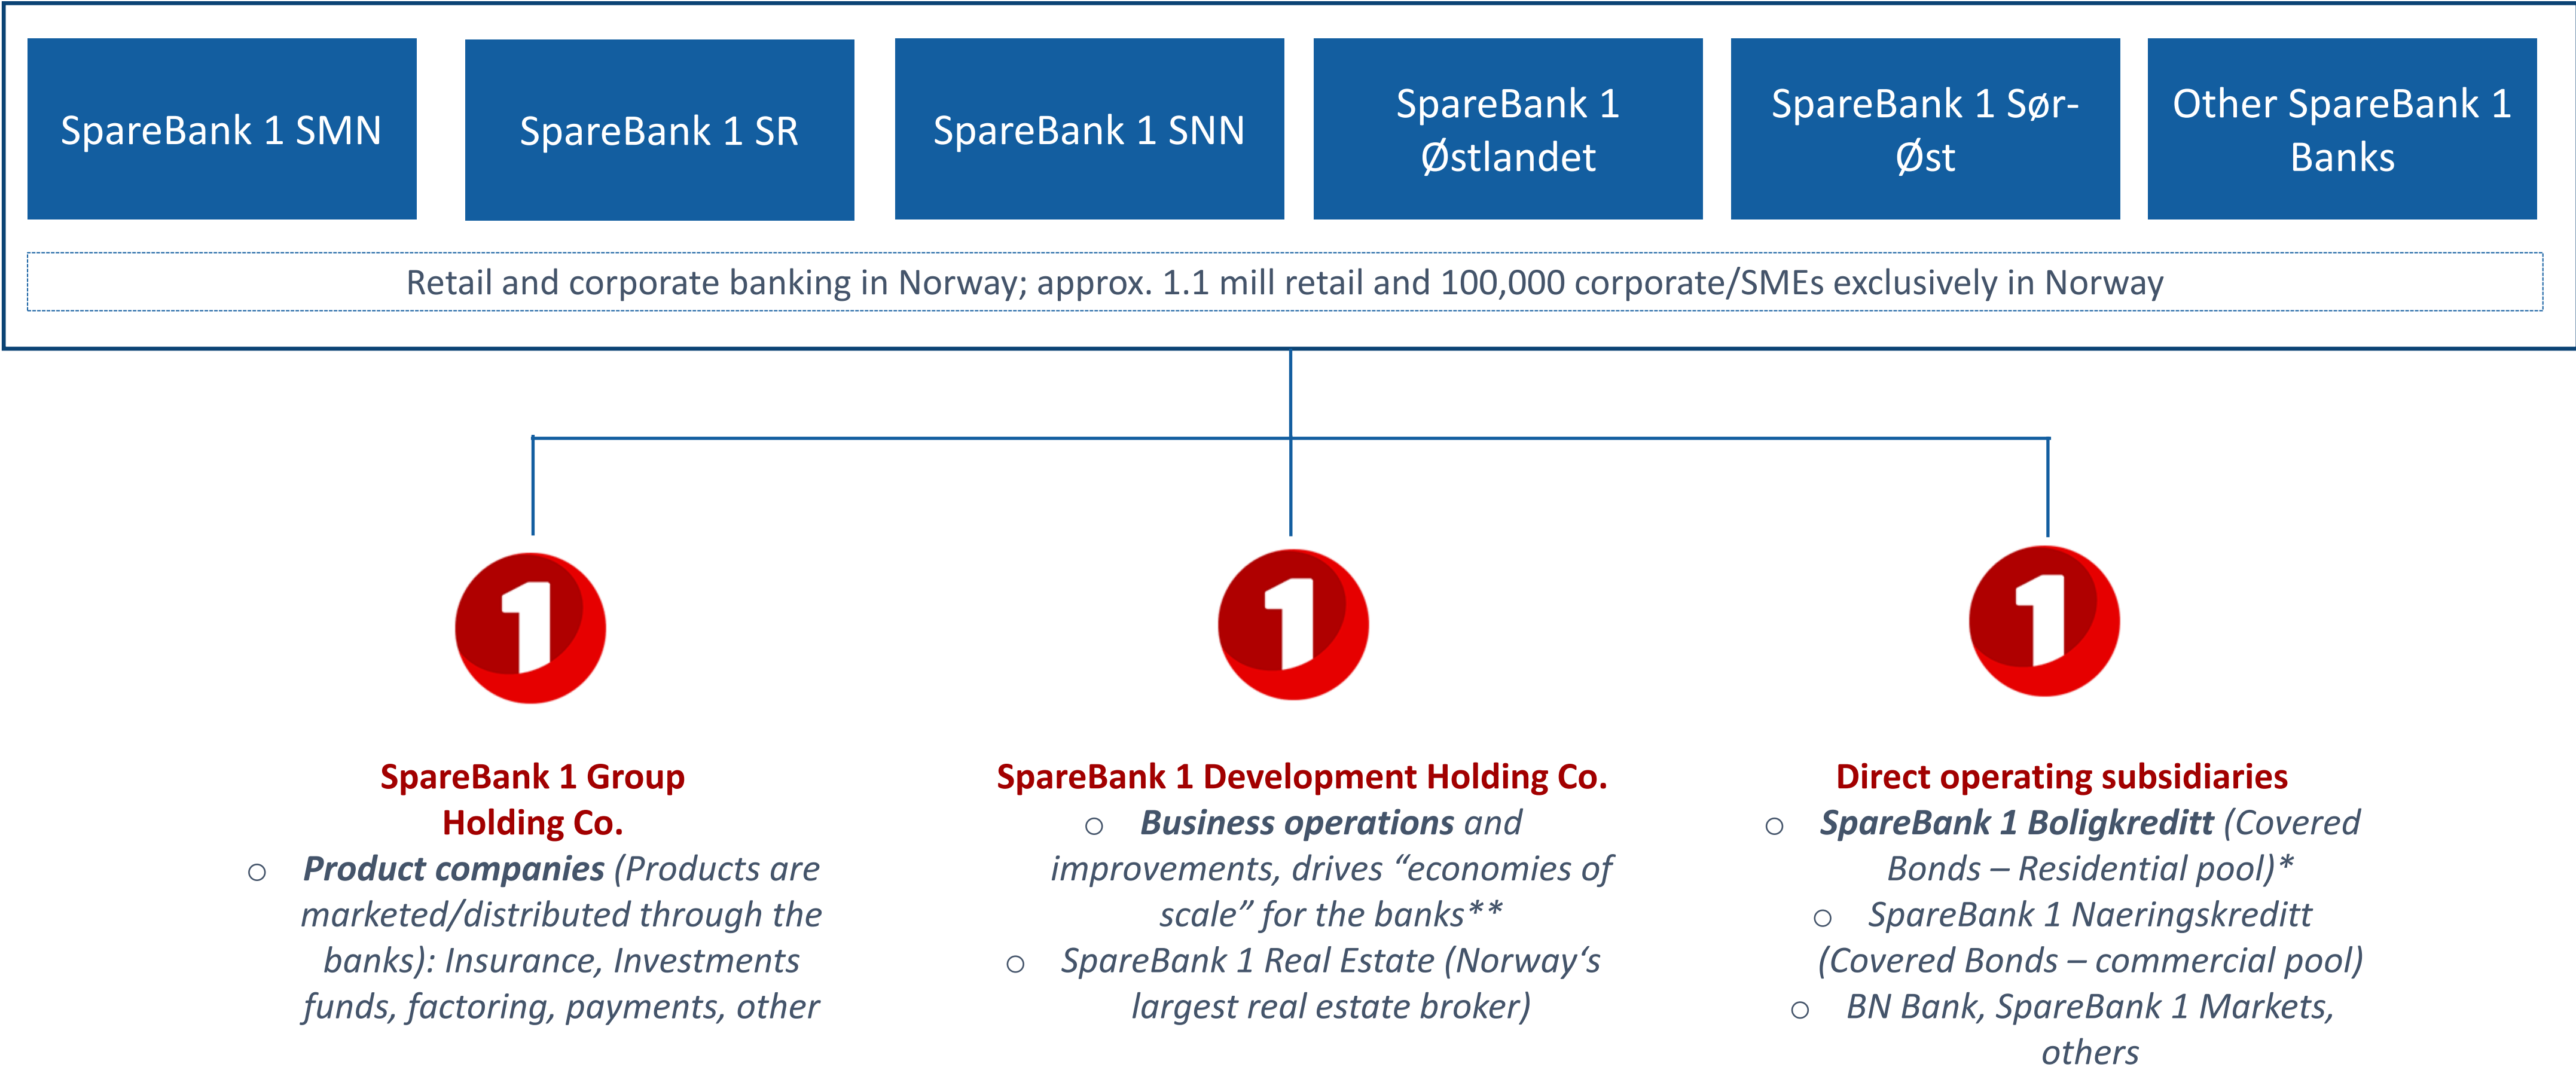 SpareBank 1 SMN
SpareBank 1 SR
SpareBank 1 SNN
SpareBank 1
Østlandet
SpareBank 1 Sør-
Øst
Other SpareBank 1
Banks
Retail and corporate banking in Norway; approx. 1.1 mill retail and 100,000 corporate/SMEs exclusively in Norway
1
1
1
SpareBank 1 Group
Holding Co.
o Product companies (Products are
marketed/distributed through the
banks): Insurance, Investments
funds, factoring, payments, other
SpareBank 1 Development Holding Co.
o Business operations and
improvements, drives “economies of
scale” for the banks**
o SpareBank 1 Real Estate (Norway‘s
largest real estate broker)
Direct operating subsidiaries
o SpareBank 1 Boligkreditt (Covered
Bonds – Residential pool)*
o SpareBank 1 Naeringskreditt
(Covered Bonds – commercial pool)
o BN Bank, SpareBank 1 Markets,
others